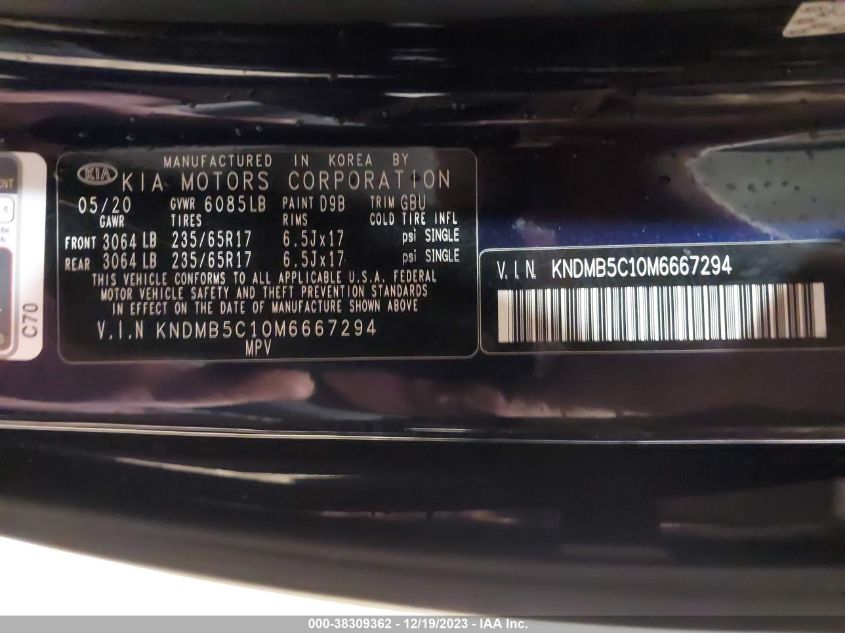 MANUFACTURED IN KOREA BY
KIA KIA MOTORS CORPORATION
05/20 GVWR 6085LB PAINT D9B TRIM GBU
GAWR TIRES RIMS COLD TIRE INFL
FRONT 3064 LB 235/65R17 6.5Jx17 psi SINGLE
REAR 3064 LB 235/65R17 6.5Jx17 psi SINGLE
THIS VEHICLE CONFORMS TO ALL APPLICABLE U.S.A. FEDERAL
MOTOR VEHICLE SAFETY AND THEFT PREVENTION STANDARDS
IN EFFECT ON THE DATE OF MANUFACTURE SHOWN ABOVE
V.I.N KNDMB5C10M6667294
MPV
V.I.N. KNDMB5C10M6667294
C70
000-38309362 - 12/19/2023 - IAA Inc.